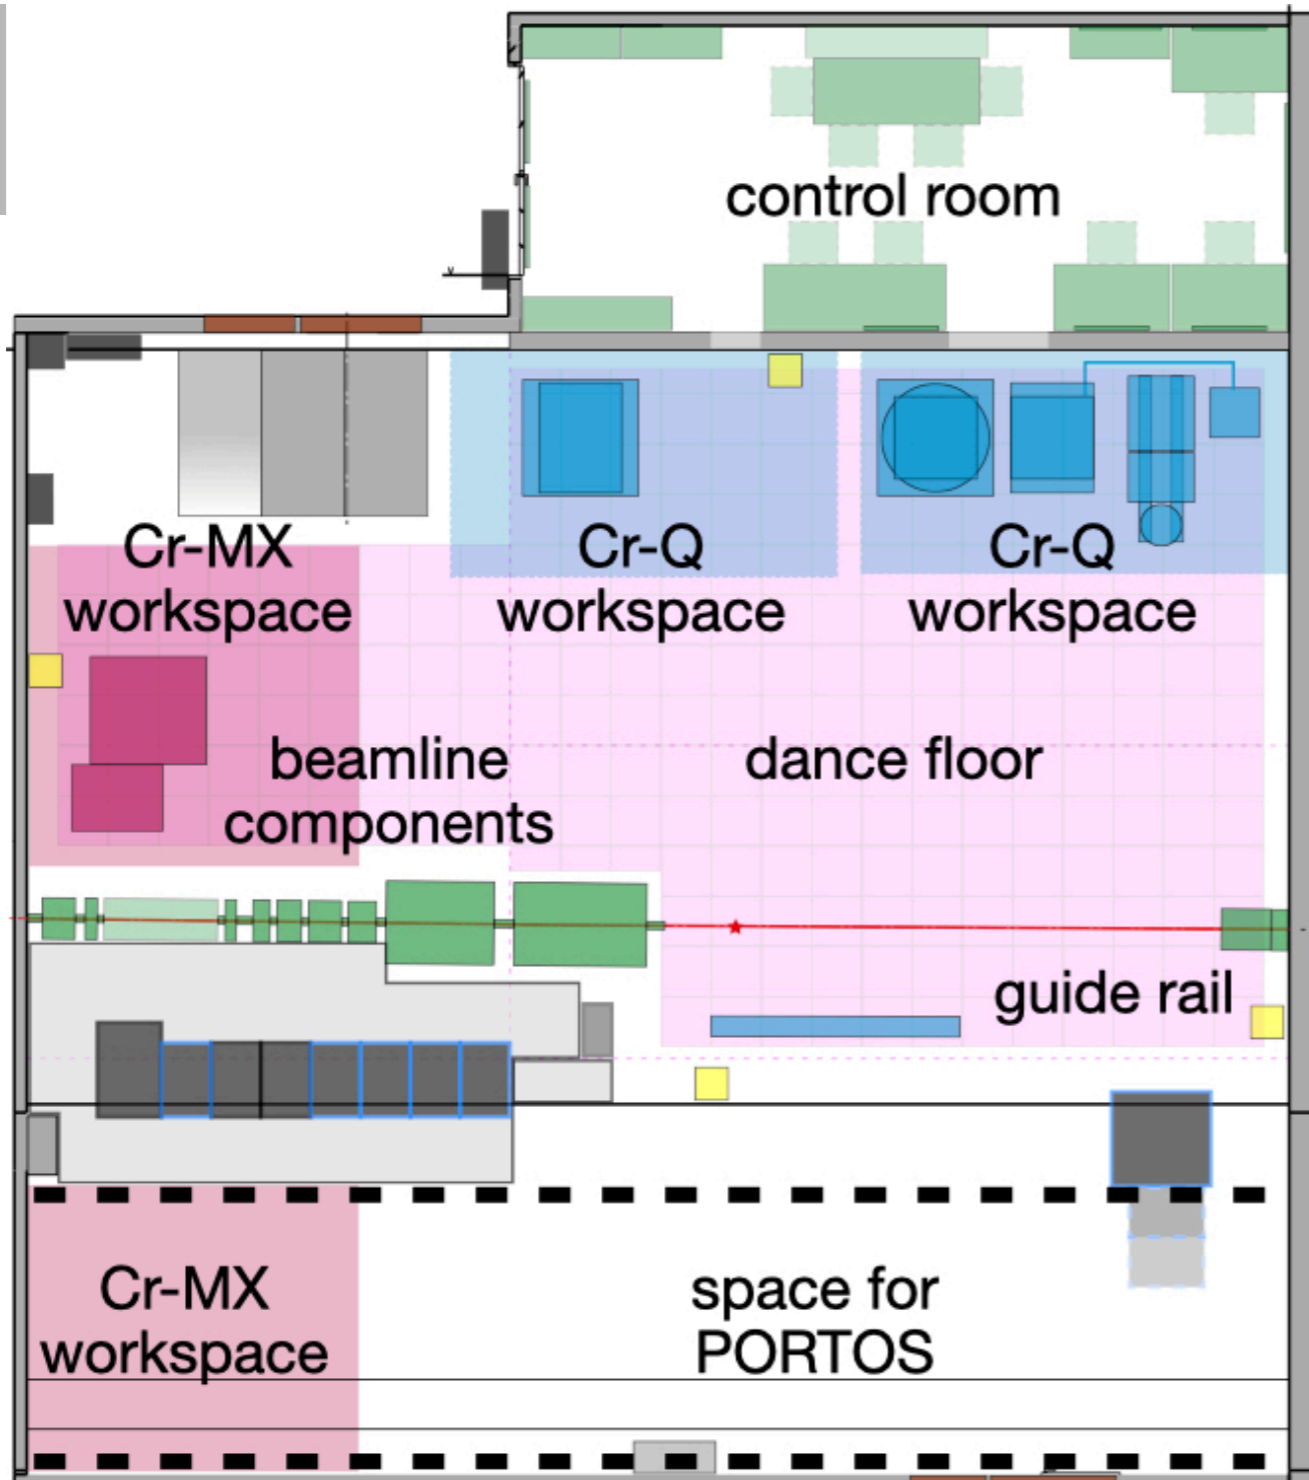 control room
Cr-MX
workspace
Cr-Q
workspace
Cr-Q
workspace
beamline
components
dance floor
guide rail
Cr-MX
workspace
space for
PORTOS